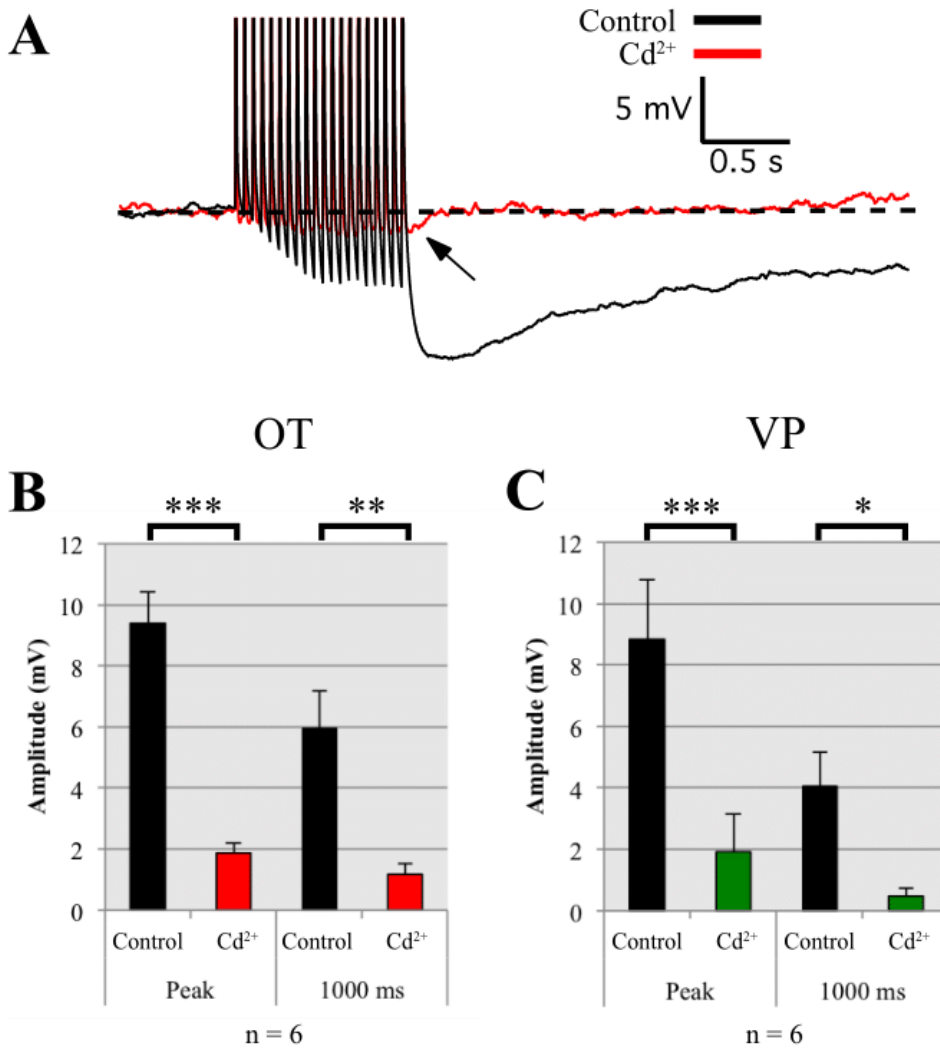 A
Control
Cd²⁺
5 mV
0.5 s
OT
VP
B
*** **
12
10
8
6
4
2
0
Amplitude (mV)
Control Cd²⁺ Control Cd²⁺
Peak 1000 ms
n = 6
C
*** *
12
10
8
6
4
2
0
Amplitude (mV)
Control Cd²⁺ Control Cd²⁺
Peak 1000 ms
n = 6